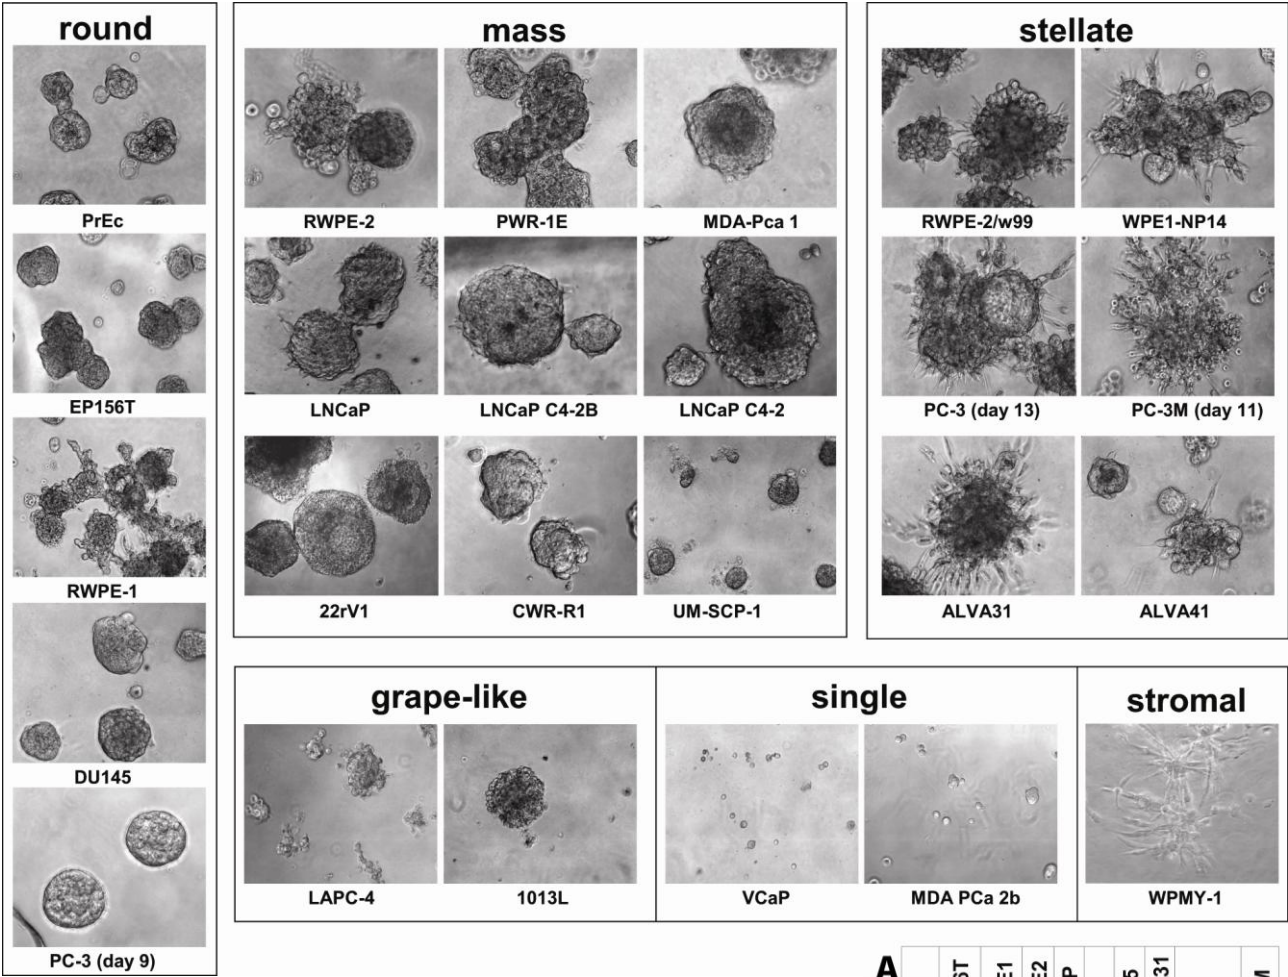 round
PrEc
EP156T
RWPE-1
DU145
PC-3 (day 9)
mass
RWPE-2 PWR-1E MDA-Pca 1
LNCaP LNCaP C4-2B LNCaP C4-2
22rV1 CWR-R1 UM-SCP-1
stellate
RWPE-2/w99 WPE1-NP14
PC-3 (day 13) PC-3M (day 11)
ALVA31 ALVA41
grape-like
LAPC-4 1013L
single
VCaP MDA PCa 2b
stromal
WPMY-1
A